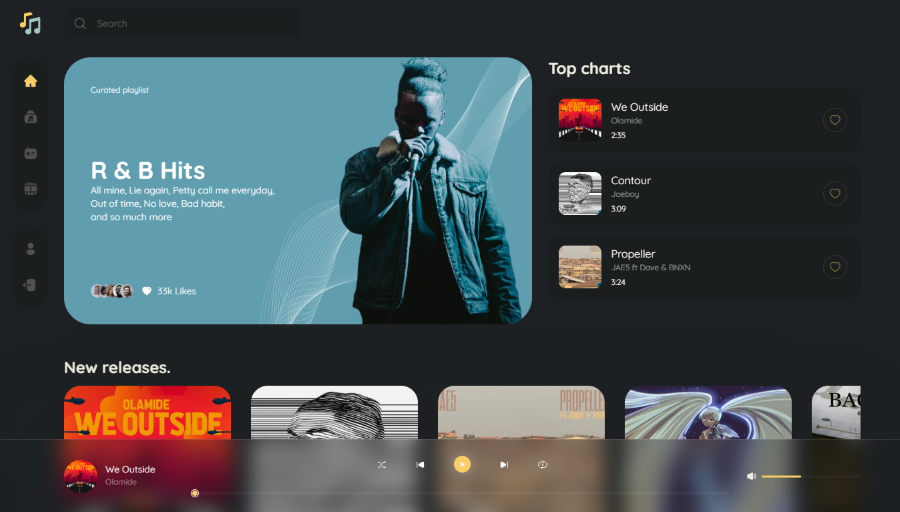 Search
Curated playlist
R & B Hits
All mine, Lie again, Petty call me everyday,
Out of time, No love, Bad habit,
and so much more
33k Likes
Top charts
We Outside
Olamide
2:35
Contour
Joeboy
3:09
Propeller
JAE5 ft Dave & BNXN
3:24
New releases.
OLAMIDE
WE OUTSIDE
AE5
PROPELLE
BAC
We Outside
Olamide